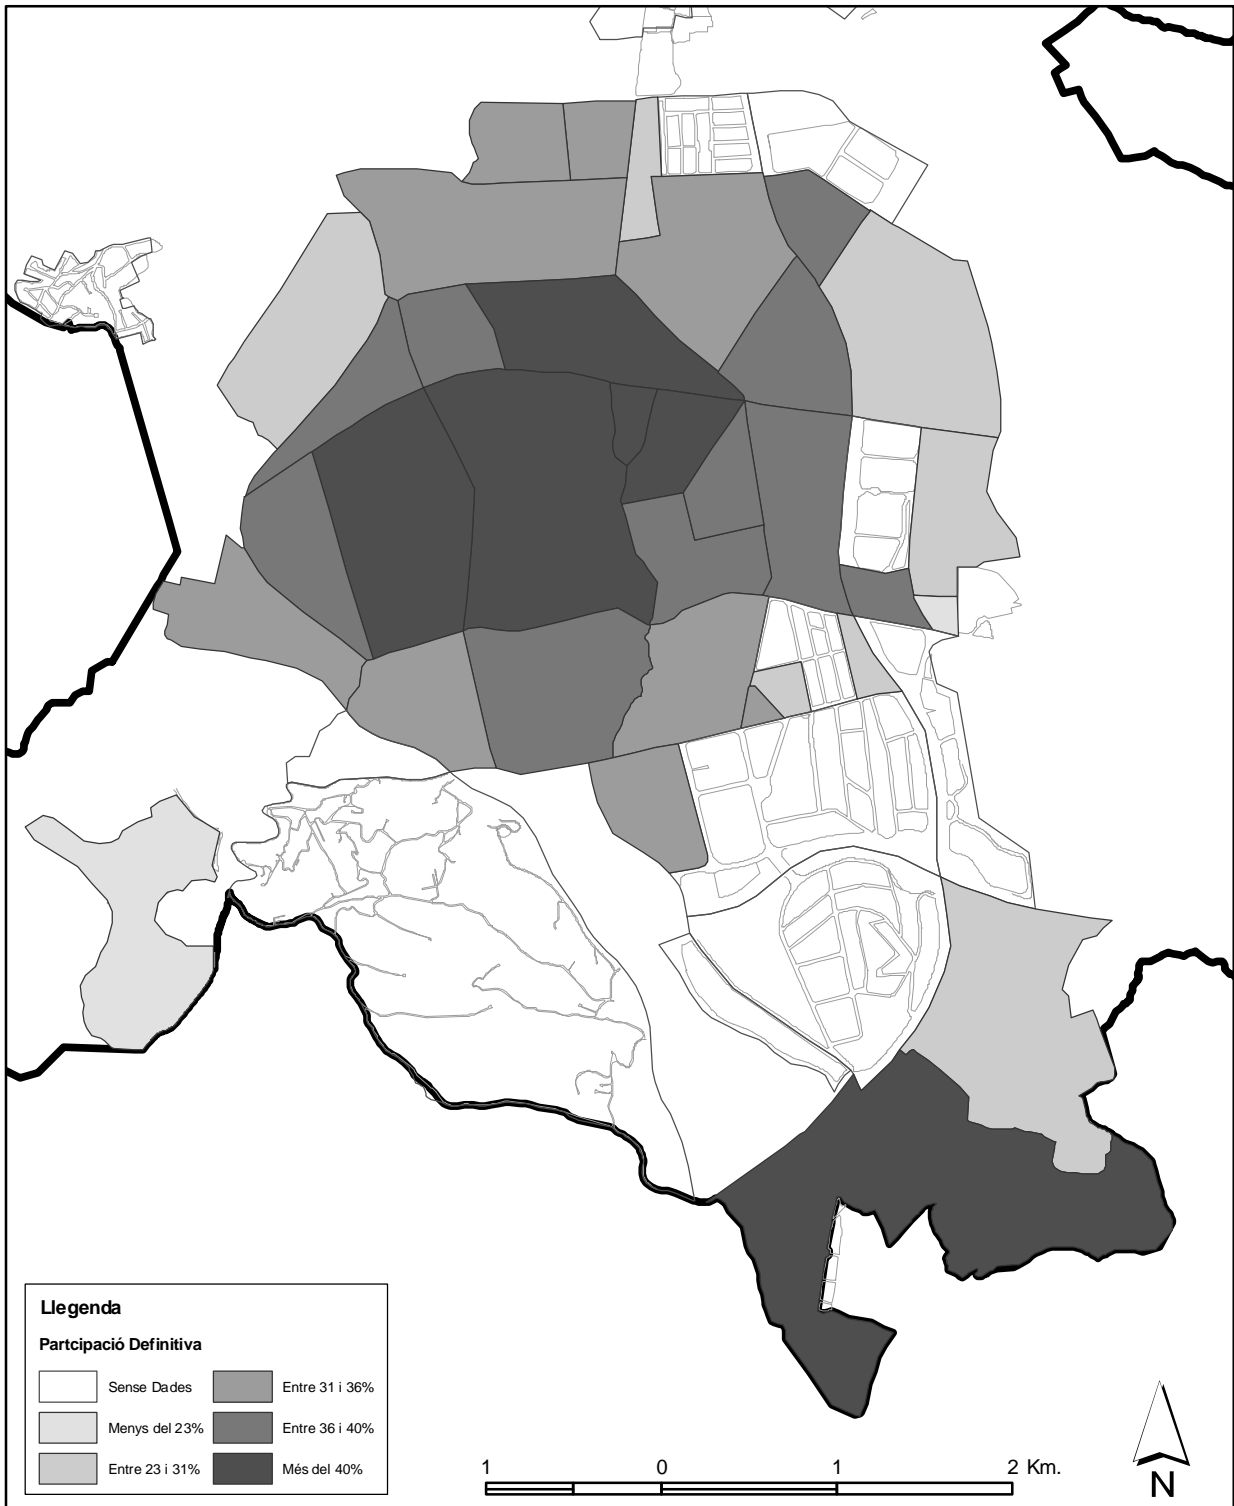 Llegenda
Partcipació Definitiva
Sense Dades
Menys del 23%
Entre 23 i 31%
Entre 31 i 36%
Entre 36 i 40%
Més del 40%
1 0 1 2 Km.
N